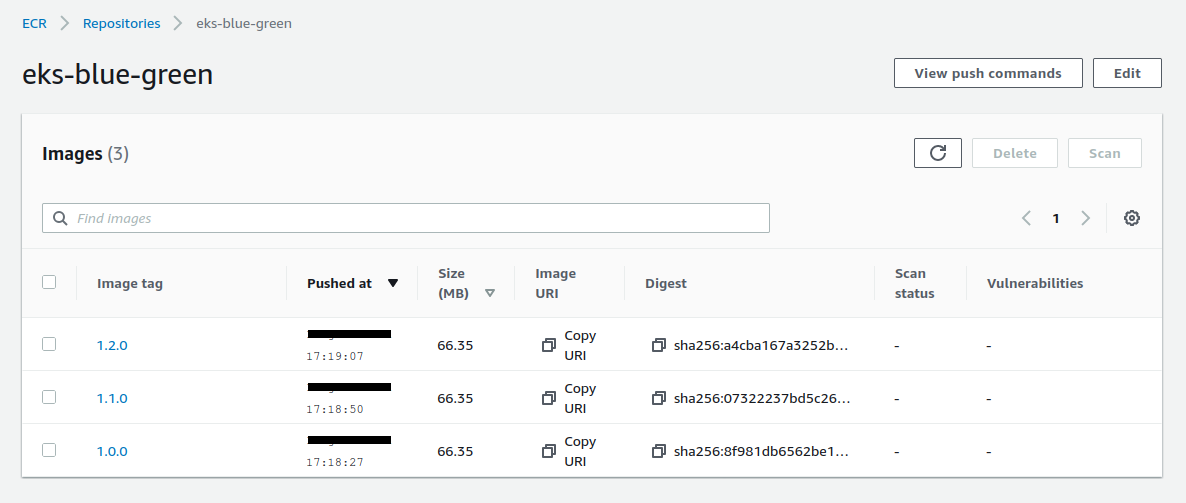 ECR > Repositories > eks-blue-green
eks-blue-green
View push commands
Edit
Images (3)
Delete
Scan
Find images
1
Image tag
Pushed at
Size
(MB)
Image
URI
Digest
Scan
status
Vulnerabilities
1.2.0
17:19:07
66.35
Copy
URI
sha256:a4cba167a3252b...
-
-
1.1.0
17:18:50
66.35
Copy
URI
sha256:07322237bd5c26...
-
-
1.0.0
17:18:27
66.35
Copy
URI
sha256:8f981db6562be1...
-
-